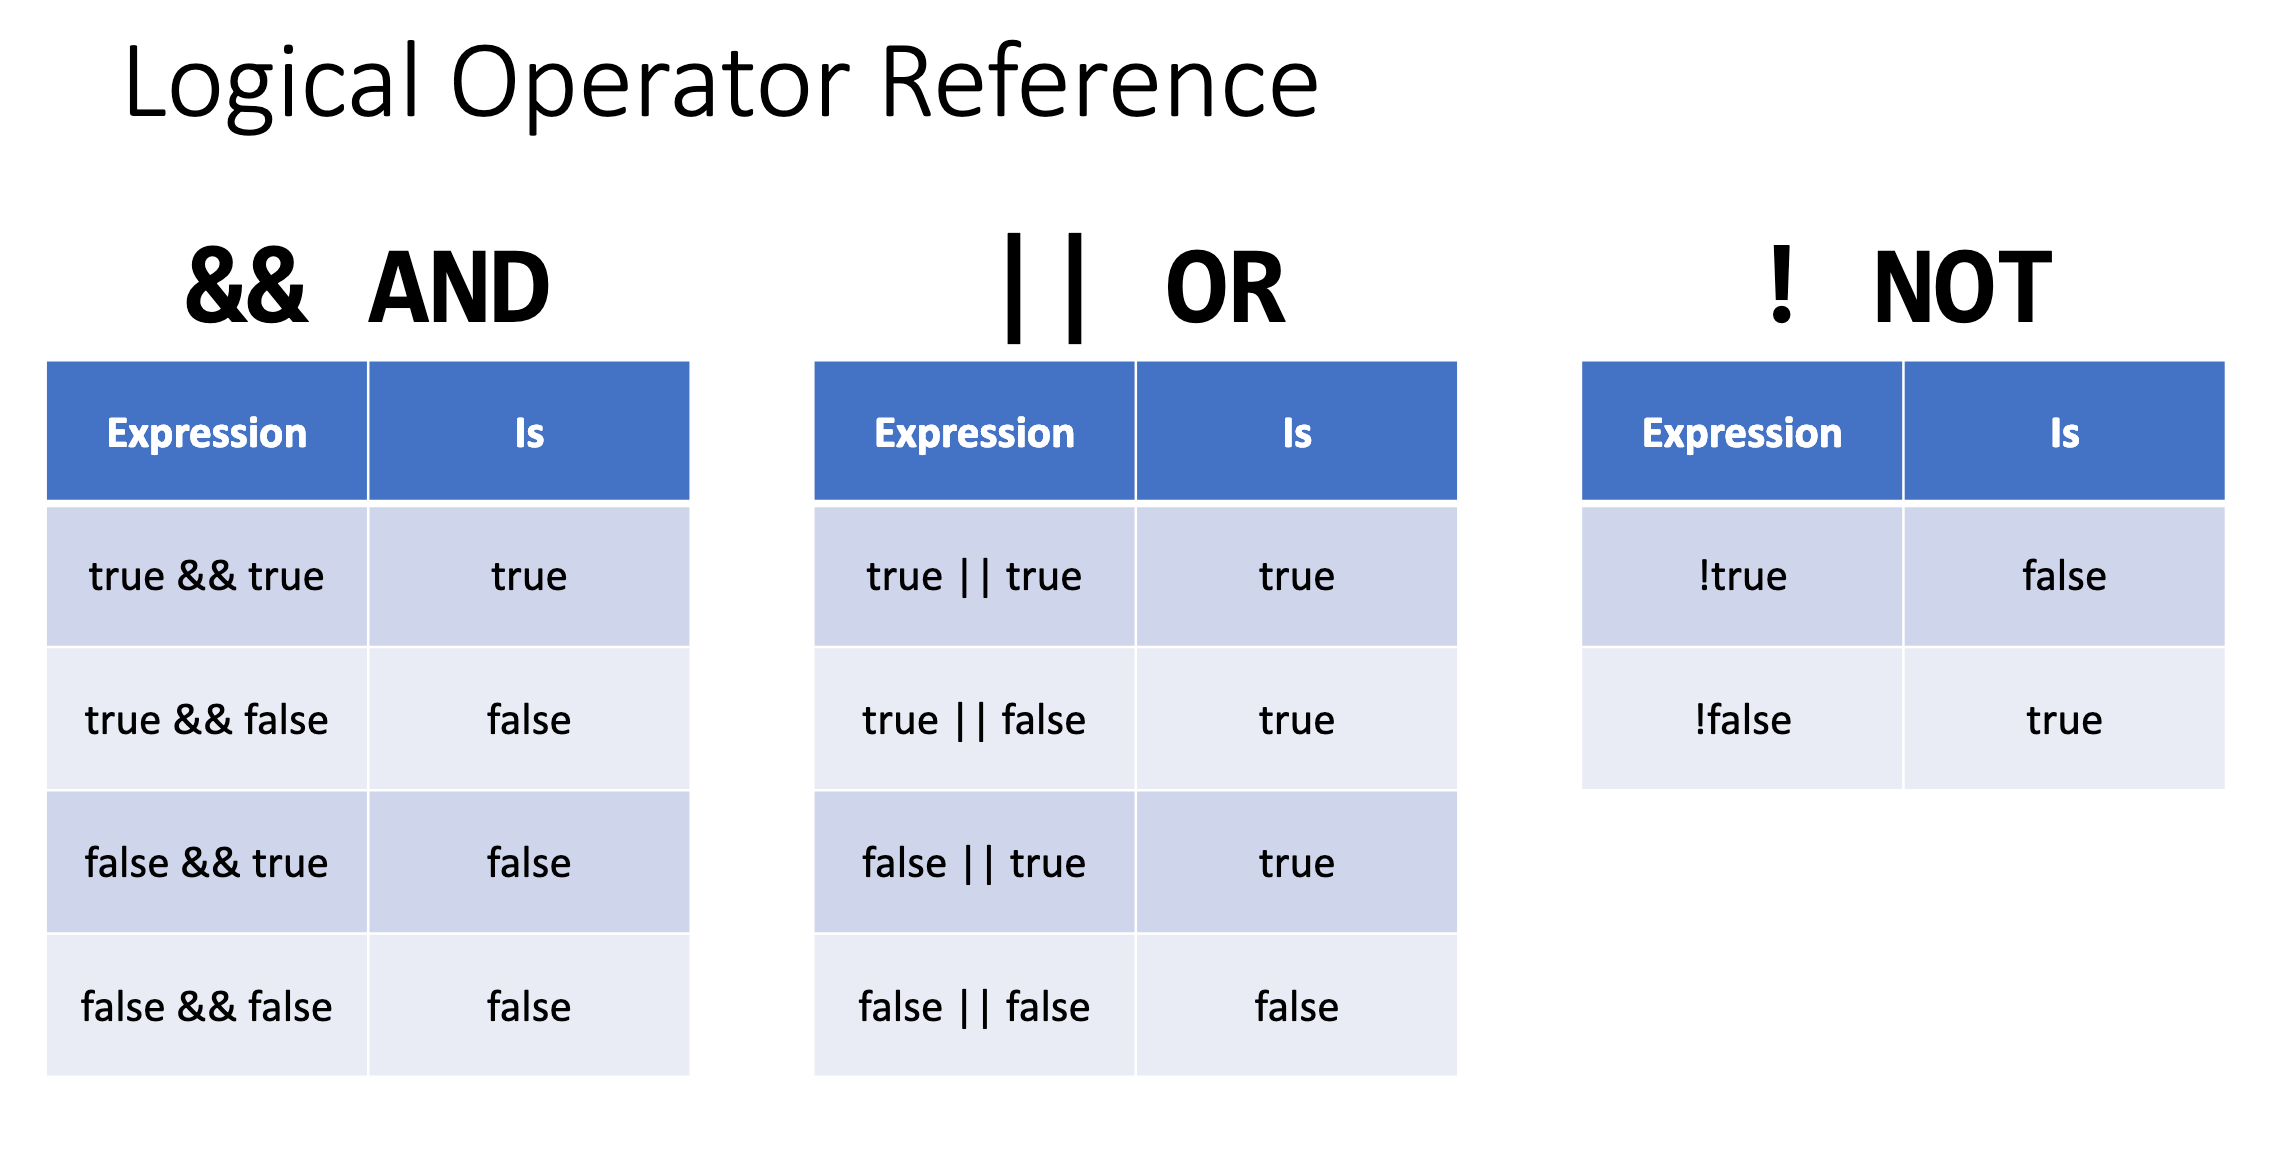 Logical Operator Reference
&& AND
Expression Is
true && true true
true && false false
false && true false
false && false false
|| OR
Expression Is
true || true true
true || false true
false || true true
false || false false
! NOT
Expression Is
!true false
!false true